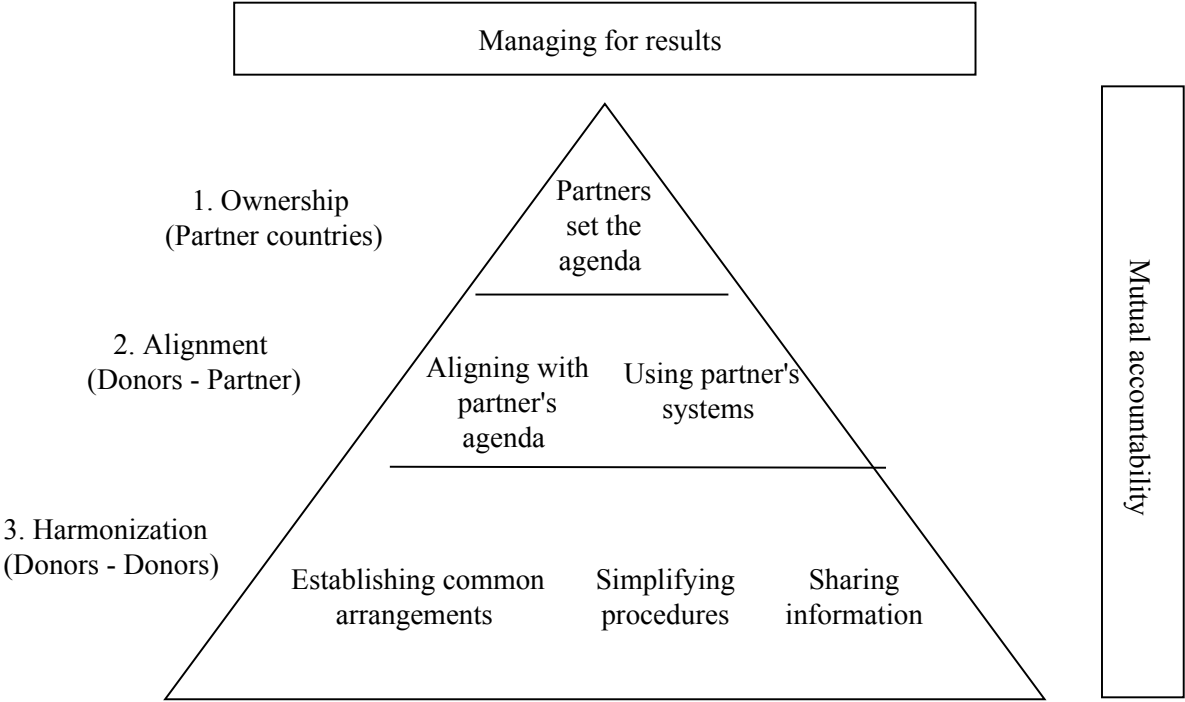 Managing for results
1. Ownership
(Partner countries)
Partners
set the
agenda
2. Alignment
(Donors - Partner)
Aligning with
partner's
agenda
Using partner's
systems
3. Harmonization
(Donors - Donors)
Establishing common
arrangements
Simplifying
procedures
Sharing
information
Mutual accountability